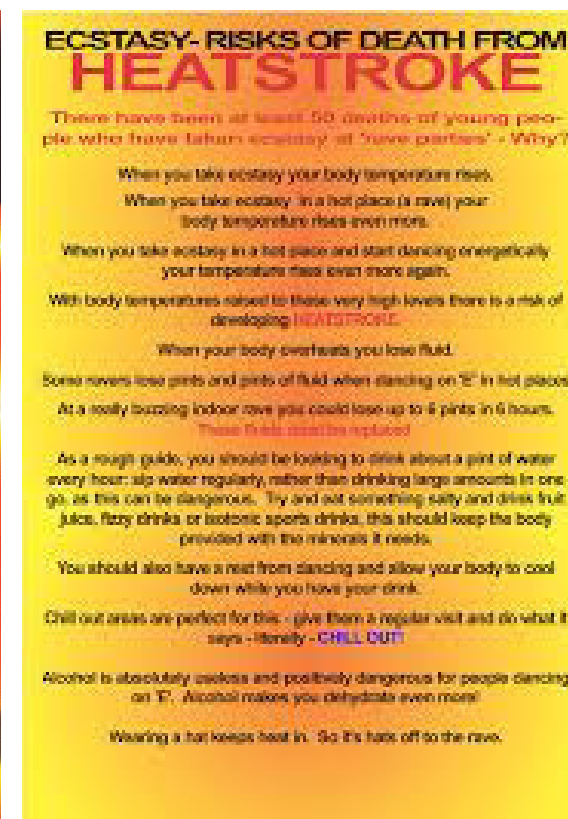 ECSTASY- RISKS OF DEATH FROM
HEATSTROKE
There have been at least 50 deaths of young peo-
ple who have taken ecstasy at 'rave parties' - Why?
When you take ecstasy your body temperature rises.
When you take ecstasy in a hot place (a rave) your
body temperature rises even more.
When you take ecstasy in a hot place and start dancing energetically
your temperature rises even more again.
With body temperatures raised to these very high levels there is a risk of
developing HEATSTROKE.
When your body overheats you lose fluid.
Some ravers lose pints and pints of fluid when dancing on 'E' in hot places
At a really buzzing indoor rave you could lose up to 6 pints in 6 hours.
These fluids must be replaced
As a rough guide, you should be looking to drink about a pint of water
every hour: sip water regularly, rather than drinking large amounts in one
go, as this can be dangerous. Try and eat something salty and drink fruit
juice, fizzy drinks or isotonic sports drinks, this should keep the body
provided with the minerals it needs.
You should also have a rest from dancing and allow your body to cool
down while you have your drink.
Chill out areas are perfect for this - give them a regular visit and do what it
says - literally - CHILL OUT!
Alcohol is absolutely useless and positively dangerous for people dancing
on 'E'. Alcohol makes you dehydrate even more!
Wearing a hat keeps heat in. So it's hats off to the rave.